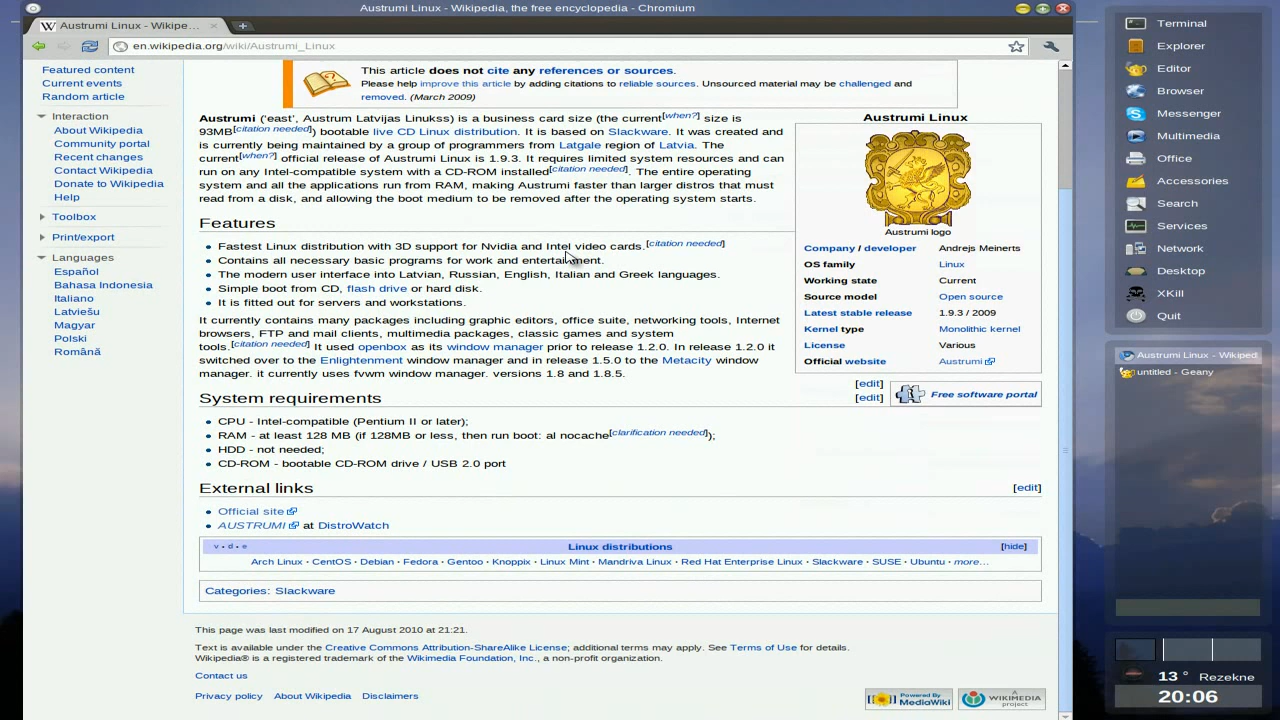 Austrumi Linux - Wikipedia, the free encyclopedia - Chromium
W Austrumi Linux - Wikipe...
en.wikipedia.org/wiki/Austrumi_Linux
Featured content
Current events
Random article
Interaction
About Wikipedia
Community portal
Recent changes
Contact Wikipedia
Donate to Wikipedia
Help
Toolbox
Print/export
Languages
Español
Bahasa Indonesia
Italiano
Latviešu
Magyar
Polski
Română
This article does not cite any references or sources.
Please help improve this article by adding citations to reliable sources. Unsourced material may be challenged and
removed. (March 2009)
Austrumi ('east', Austrum Latvijas Linukss) is a business card size (the current[when?] size is
93MB[citation needed]) bootable live CD Linux distribution. It is based on Slackware. It was created and
is currently being maintained by a group of programmers from Latgale region of Latvia. The
current[when?] official release of Austrumi Linux is 1.9.3. It requires limited system resources and can
run on any Intel-compatible system with a CD-ROM installed[citation needed]. The entire operating
system and all the applications run from RAM, making Austrumi faster than larger distros that must
read from a disk, and allowing the boot medium to be removed after the operating system starts.
Features
Fastest Linux distribution with 3D support for Nvidia and Intel video cards.[citation needed]
Contains all necessary basic programs for work and entertainment.
The modern user interface into Latvian, Russian, English, Italian and Greek languages.
Simple boot from CD, flash drive or hard disk.
It is fitted out for servers and workstations.
It currently contains many packages including graphic editors, office suite, networking tools, Internet
browsers, FTP and mail clients, multimedia packages, classic games and system
tools.[citation needed] It used openbox as its window manager prior to release 1.2.0. In release 1.2.0 it
switched over to the Enlightenment window manager and in release 1.5.0 to the Metacity window
manager. it currently uses fvwm window manager. versions 1.8 and 1.8.5.
Austrumi Linux
Austrumi logo
Company / developer Andrejs Meinerts
OS family Linux
Working state Current
Source model Open source
Latest stable release 1.9.3 / 2009
Kernel type Monolithic kernel
License Various
Official website Austrumi
[edit]
[edit]
Free software portal
System requirements
CPU - Intel-compatible (Pentium II or later);
RAM - at least 128 MB (if 128MB or less, then run boot: al nocache[clarification needed]);
HDD - not needed;
CD-ROM - bootable CD-ROM drive / USB 2.0 port
External links [edit]
Official site
AUSTRUMI at DistroWatch
v · d · e Linux distributions [hide]
Arch Linux · CentOS · Debian · Fedora · Gentoo · Knoppix · Linux Mint · Mandriva Linux · Red Hat Enterprise Linux · Slackware · SUSE · Ubuntu · more...
Categories: Slackware
This page was last modified on 17 August 2010 at 21:21.
Text is available under the Creative Commons Attribution-ShareAlike License; additional terms may apply. See Terms of Use for details.
Wikipedia® is a registered trademark of the Wikimedia Foundation, Inc., a non-profit organization.
Contact us
Privacy policy About Wikipedia Disclaimers
Powered By
MediaWiki
A
WIKIMEDIA
project
Terminal
Explorer
Editor
Browser
Messenger
Multimedia
Office
Accessories
Search
Services
Network
Desktop
XKill
Quit
Austrumi Linux - Wikiped
untitled - Geany
13 ° Rezekne
20:06